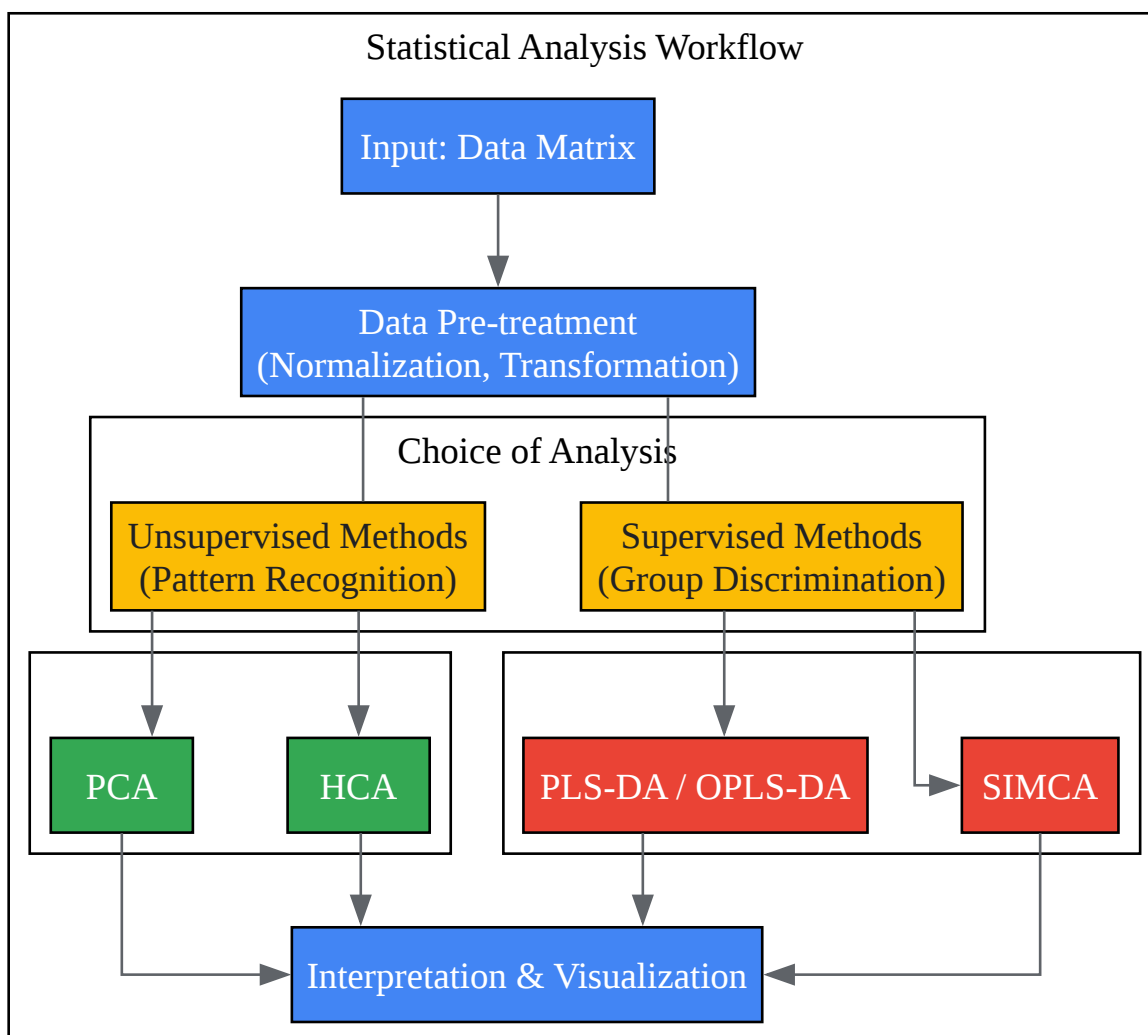 Statistical Analysis Workflow
Input: Data Matrix
Data Pre-treatment
(Normalization, Transformation)
Choice of Analysis
Unsupervised Methods
(Pattern Recognition)
Supervised Methods
(Group Discrimination)
PCA
HCA
PLS-DA / OPLS-DA
SIMCA
Interpretation & Visualization